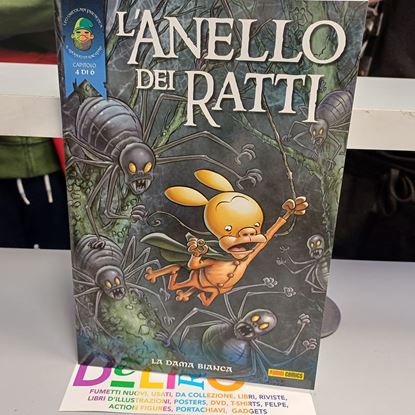 CAPITOLO
4 DI 6
L'ANELLO
DEI RATTI
LA DAMA BIANCA
PANINI COMICS
FUMETTI NUOVI, USATI, DA COLLEZIONE, LIBRI, RIVISTE,
LIBRI D'ILLUSTRAZIONI, POSTERS, DVD, T-SHIRTS, FELPE,
ACTION FIGURES, PORTACHIAVI, GADGETS